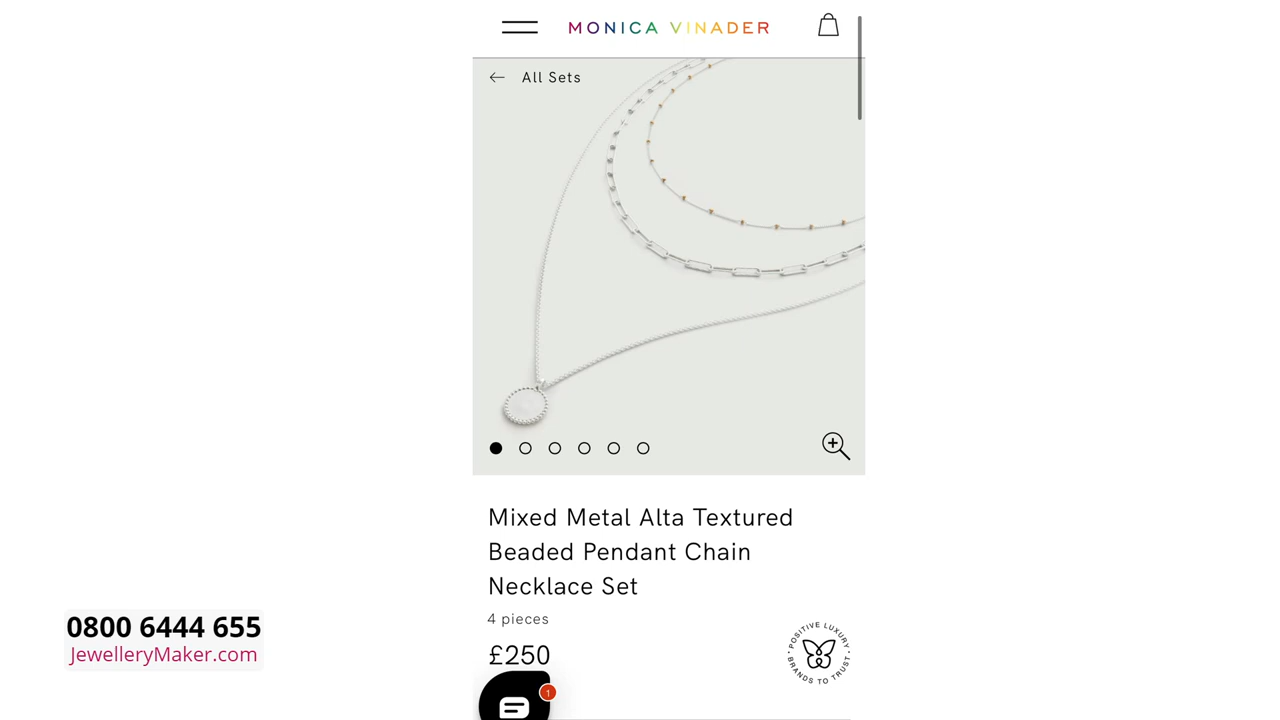 MONICA VINADER
All Sets
Mixed Metal Alta Textured
Beaded Pendant Chain
Necklace Set
4 pieces
£250
POSITIVE LUXURY
BRANDS TO TRUST
1
0800 6444 655
JewelleryMaker.com